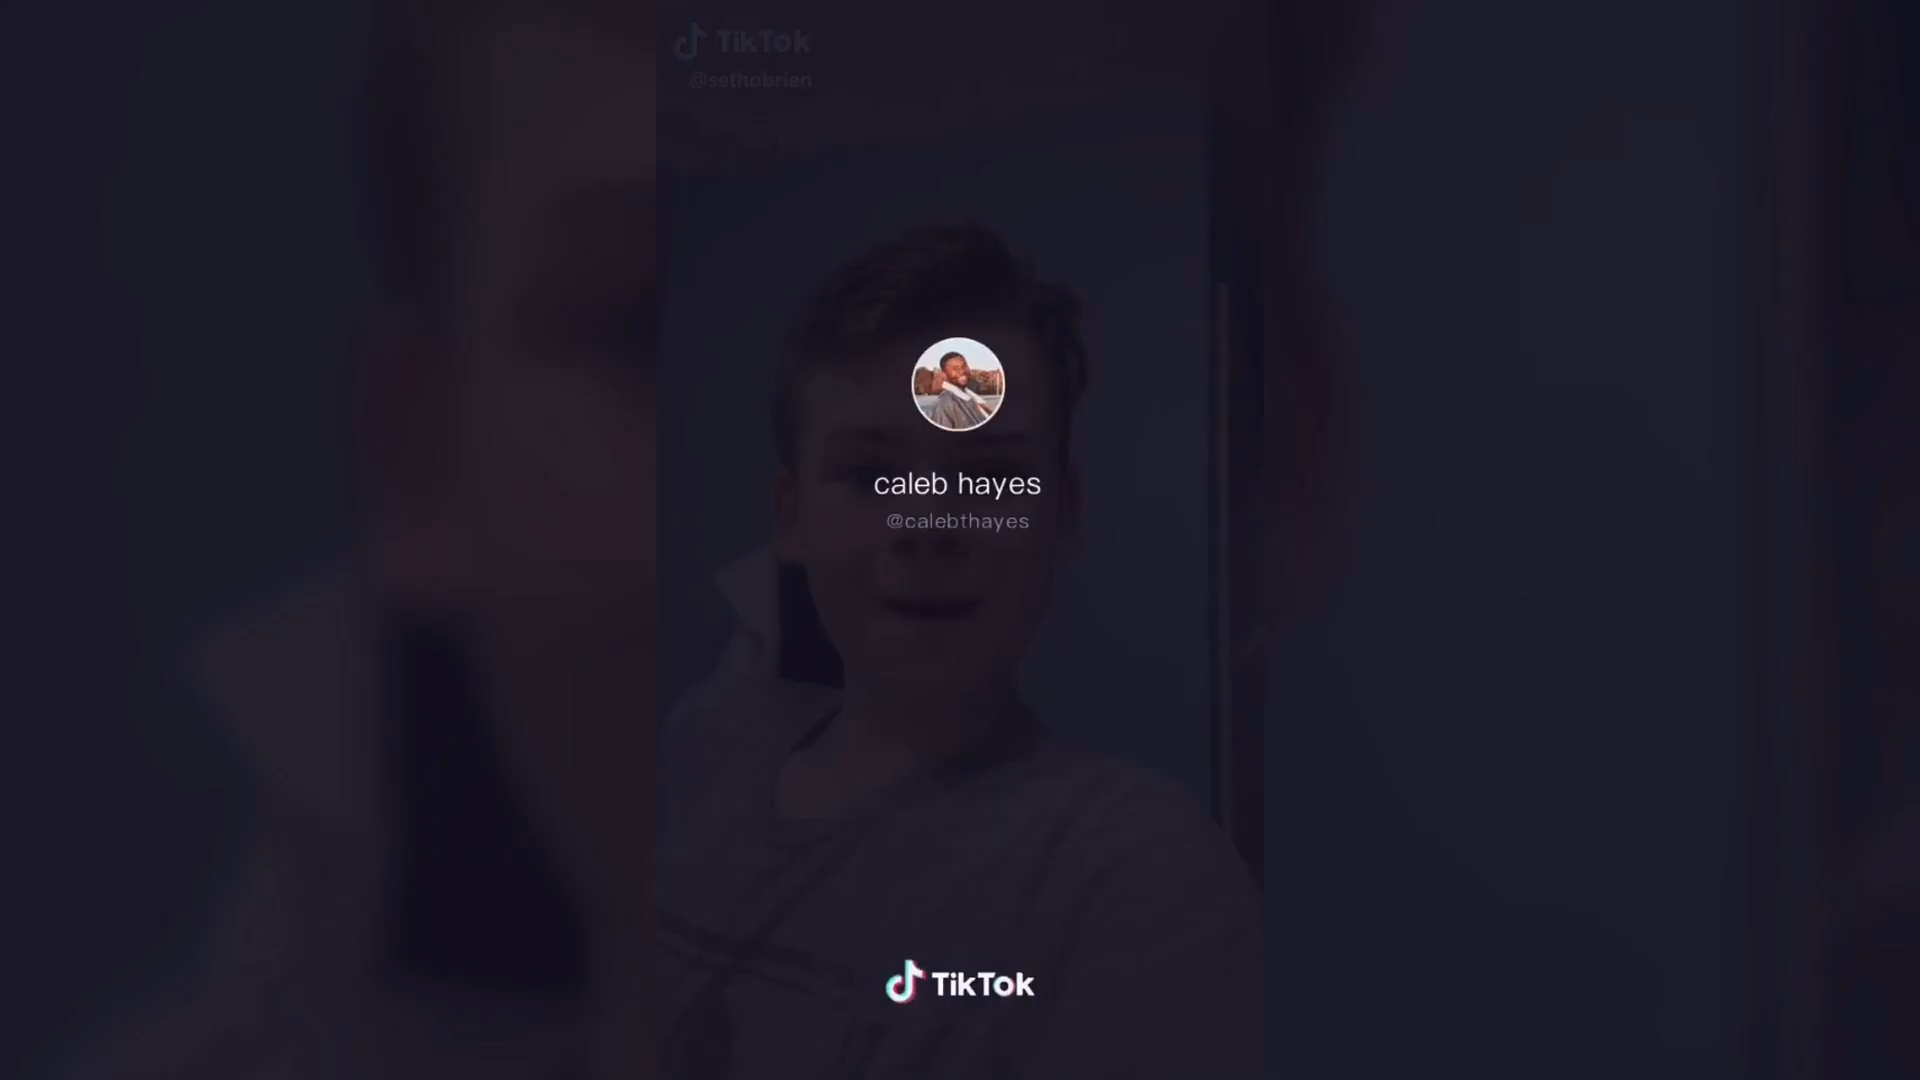 TikTok
@sethobrien
caleb hayes
@calebthayes
TikTok